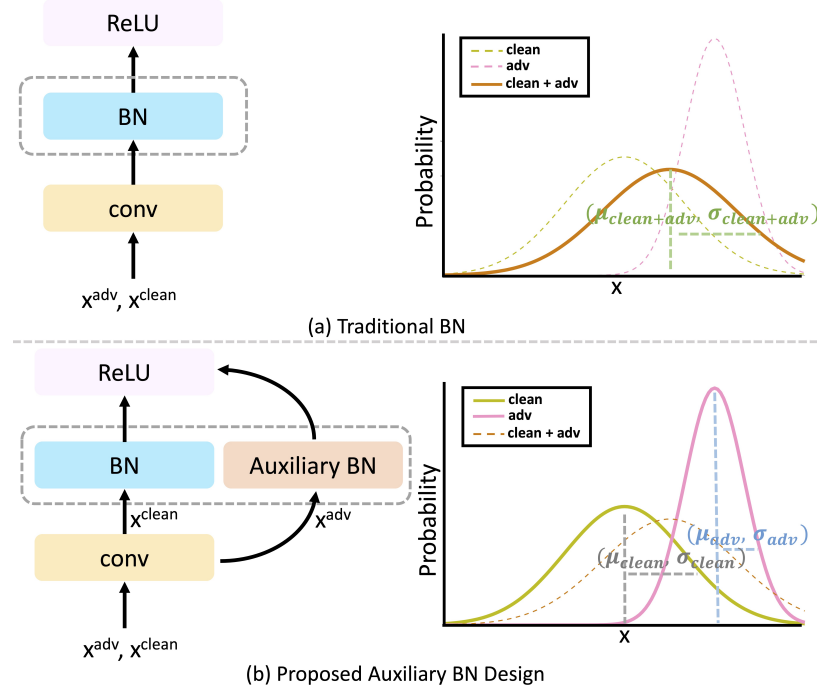 ReLU
BN
conv
x^adv, x^clean
clean
adv
clean + adv
Probability
(μ_clean+adv, σ_clean+adv)
x
(a) Traditional BN
ReLU
BN
Auxiliary BN
x^clean
x^adv
conv
x^adv, x^clean
clean
adv
clean + adv
Probability
(μ_adv, σ_adv)
(μ_clean, σ_clean)
x
(b) Proposed Auxiliary BN Design